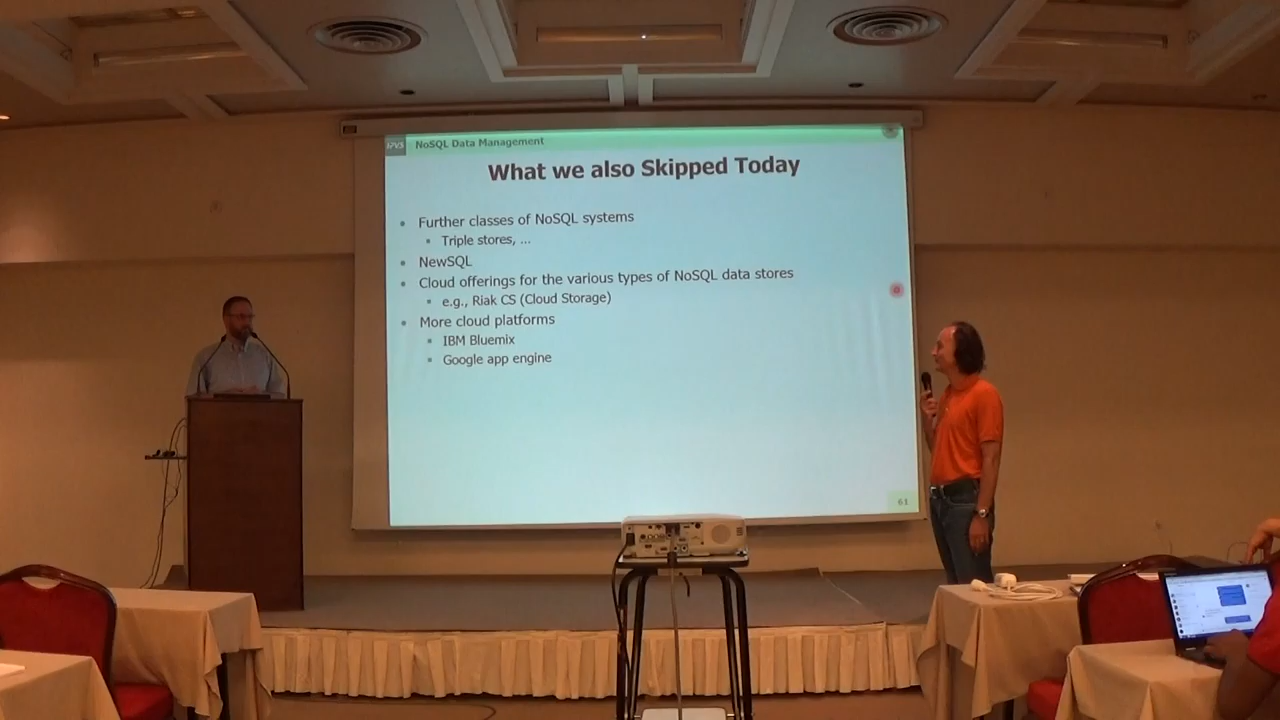 IPVS
NoSQL Data Management
What we also Skipped Today
Further classes of NoSQL systems
Triple stores, ...
NewSQL
Cloud offerings for the various types of NoSQL data stores
e.g., Riak CS (Cloud Storage)
More cloud platforms
IBM Bluemix
Google app engine
61